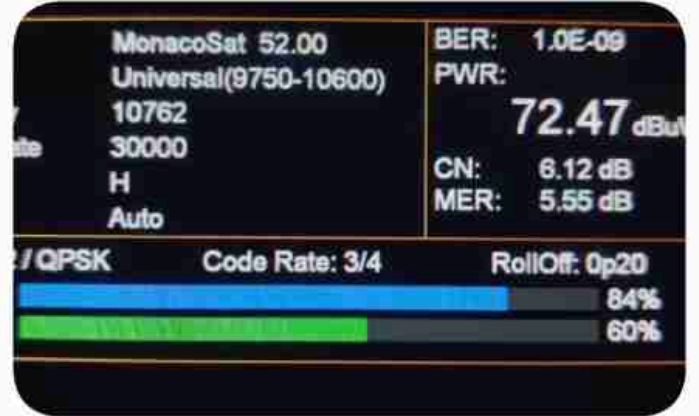 MonacoSat 52.00
Universal(9750-10600)
10762
30000
H
Auto
BER: 1.0E-09
PWR:
72.47 dBu
CN: 6.12 dB
MER: 5.55 dB
/ QPSK Code Rate: 3/4 RollOff: 0p20
84%
60%